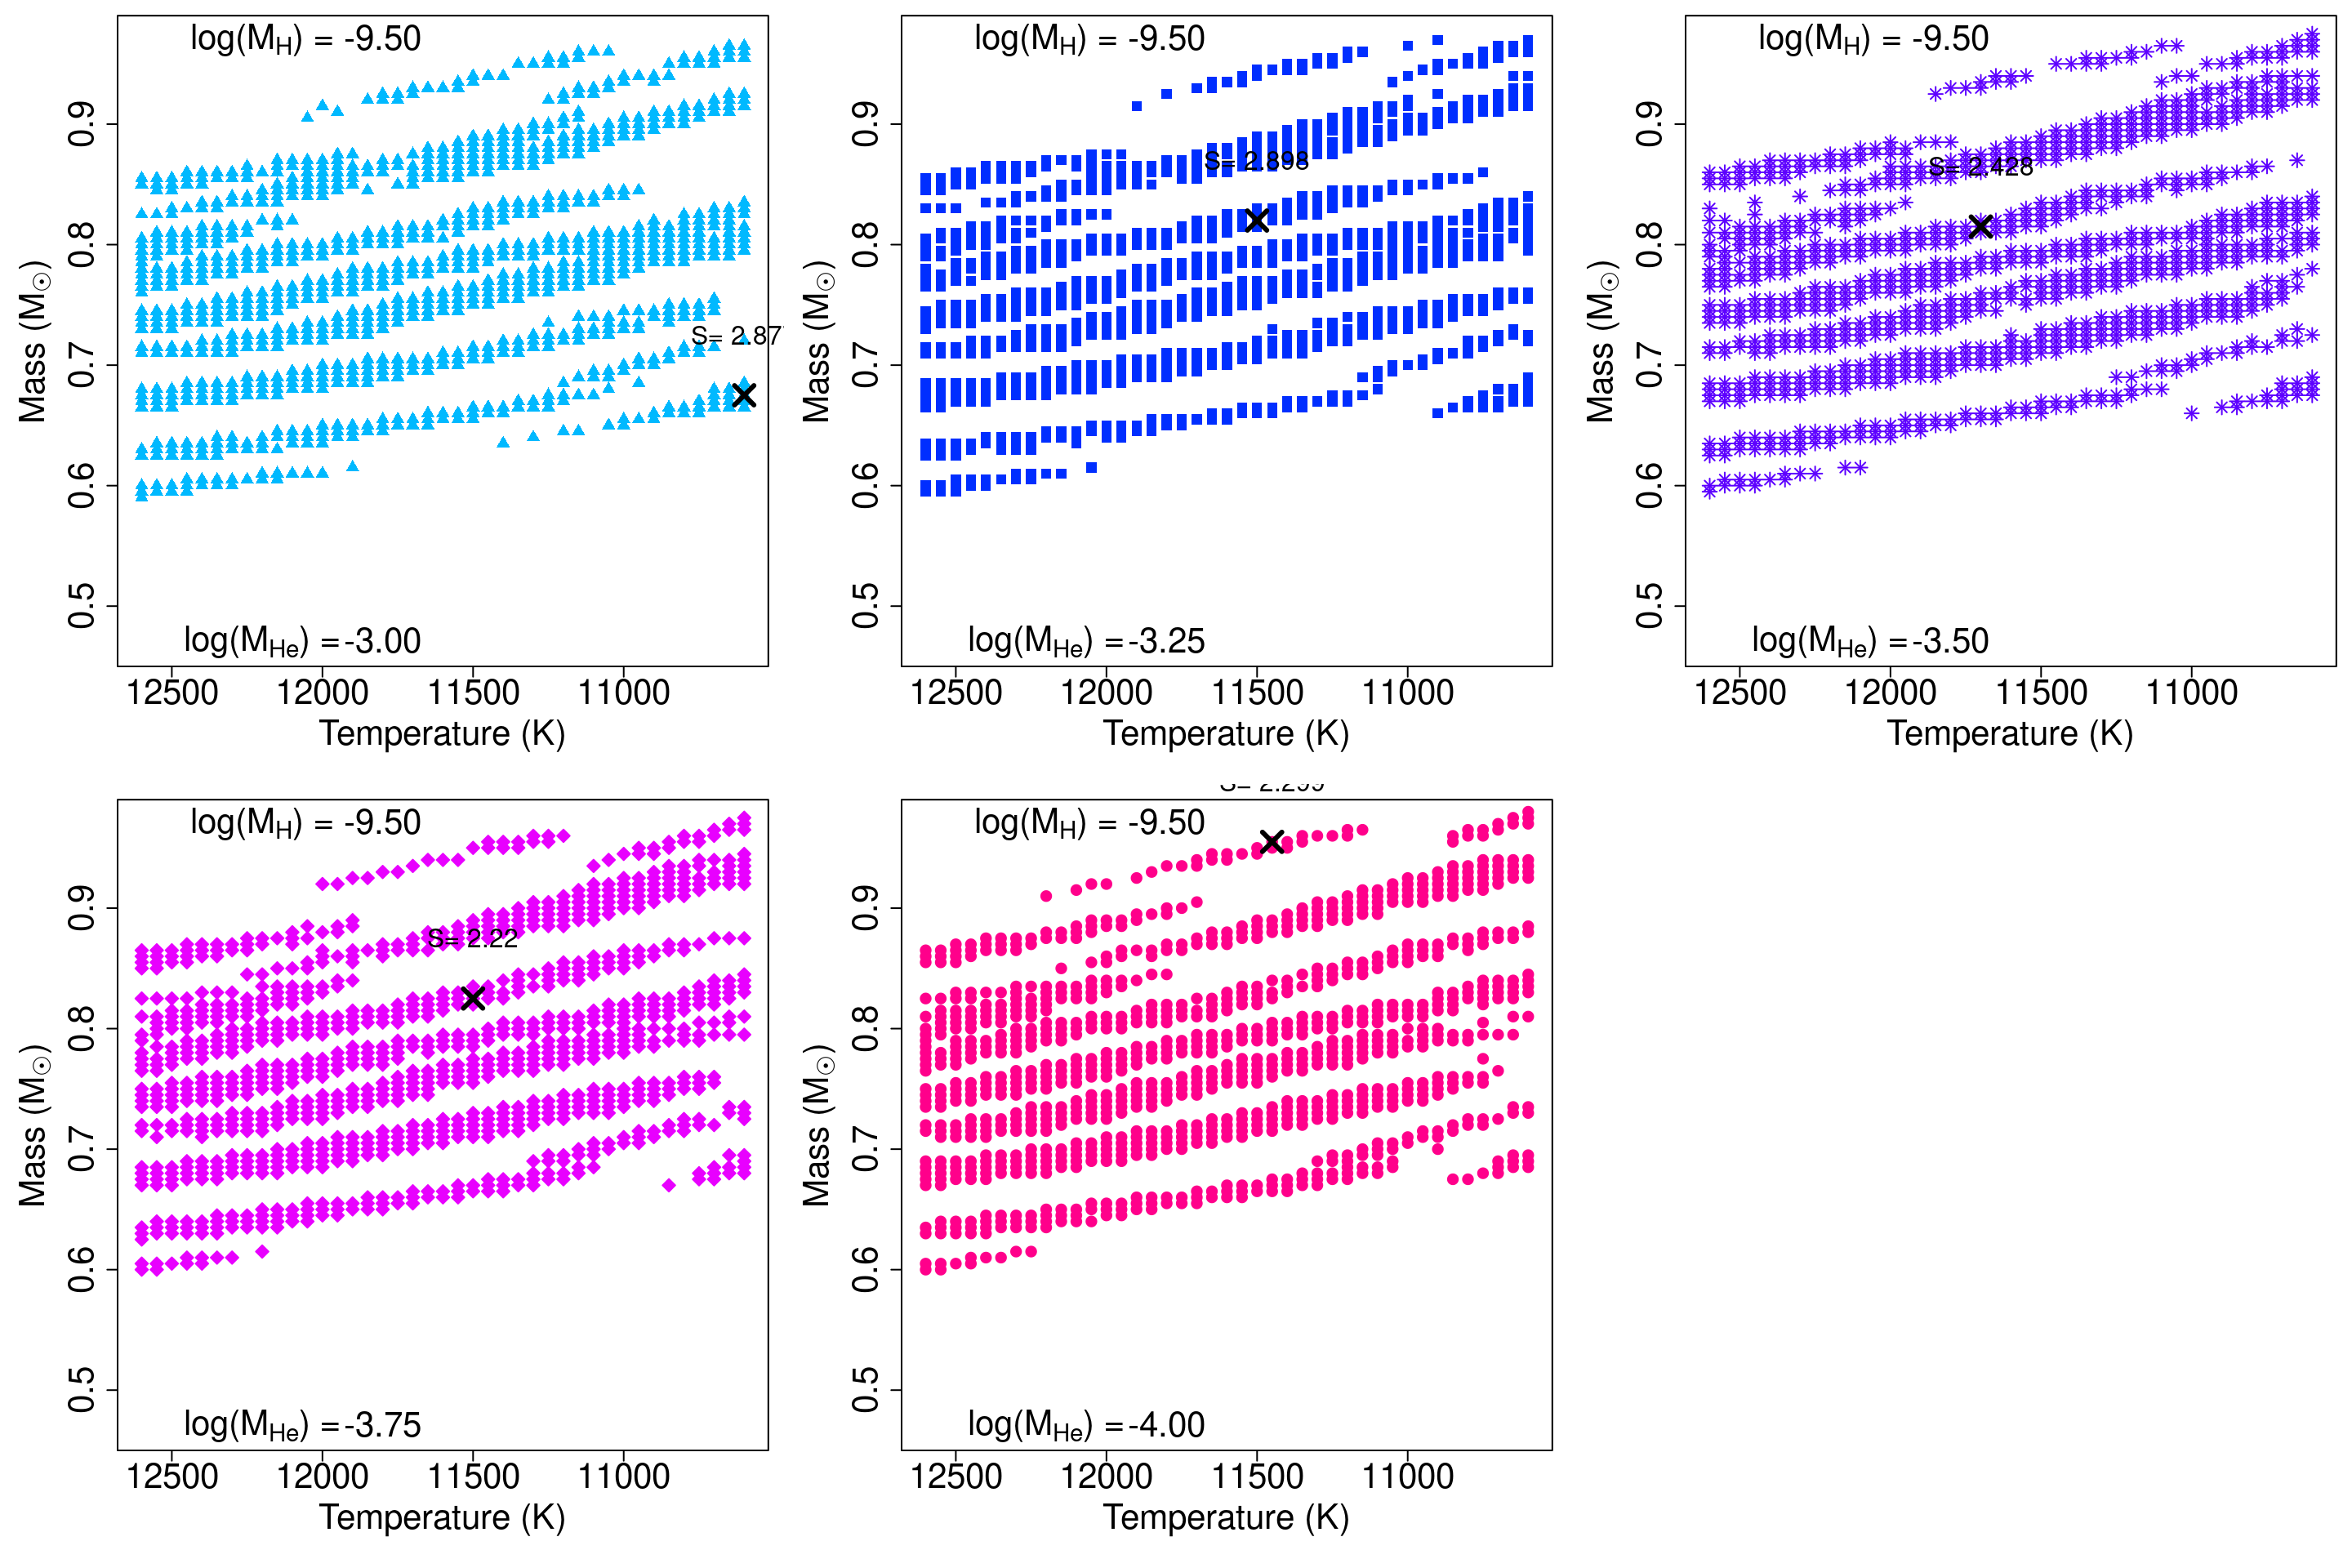 log(M_H) = -9.50
0.9
0.8
0.7
0.6
0.5
Mass (M☉)
S= 2.87
log(M_He) =-3.00
12500 12000 11500 11000
Temperature (K)
log(M_H) = -9.50
0.9
0.8
0.7
0.6
0.5
Mass (M☉)
S= 2.898
log(M_He) =-3.25
12500 12000 11500 11000
Temperature (K)
log(M_H) = -9.50
0.9
0.8
0.7
0.6
0.5
Mass (M☉)
S= 2.428
log(M_He) =-3.50
12500 12000 11500 11000
Temperature (K)
log(M_H) = -9.50
0.9
0.8
0.7
0.6
0.5
Mass (M☉)
S= 2.22
log(M_He) =-3.75
12500 12000 11500 11000
Temperature (K)
S= 2.299
log(M_H) = -9.50
0.9
0.8
0.7
0.6
0.5
Mass (M☉)
log(M_He) =-4.00
12500 12000 11500 11000
Temperature (K)